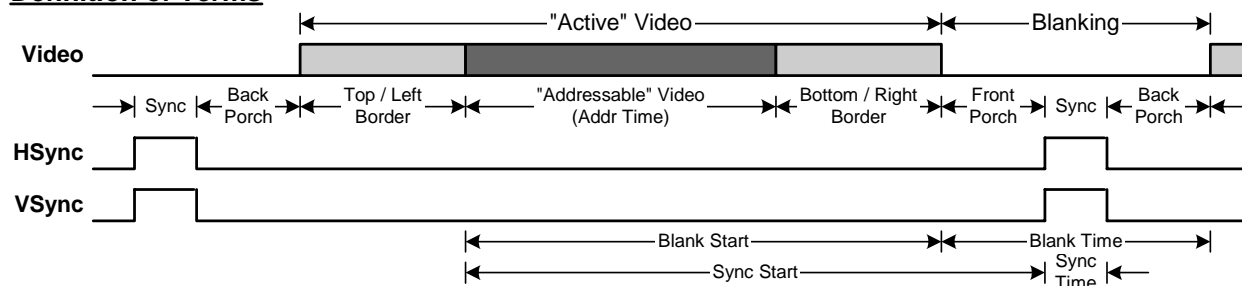 Definition of Terms
"Active" Video
Blanking
Video
Sync
Back
Porch
Top / Left
Border
"Addressable" Video
(Addr Time)
Bottom / Right
Border
Front
Porch
Sync
Back
Porch
HSync
VSync
Blank Start
Blank Time
Sync Start
Sync
Time